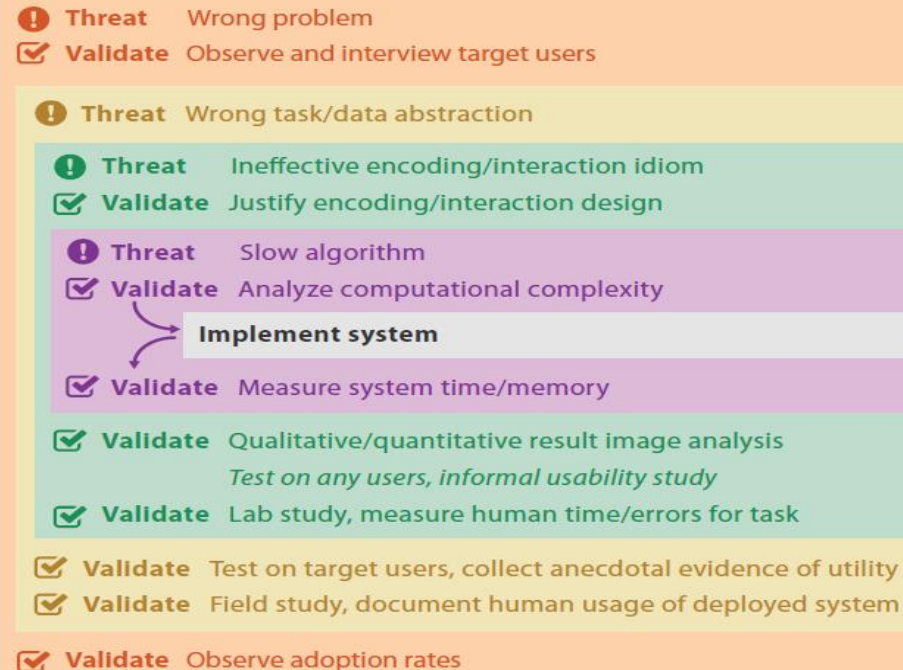 Threat Wrong problem
Validate Observe and interview target users
Threat Wrong task/data abstraction
Threat Ineffective encoding/interaction idiom
Validate Justify encoding/interaction design
Threat Slow algorithm
Validate Analyze computational complexity
Implement system
Validate Measure system time/memory
Validate Qualitative/quantitative result image analysis
Test on any users, informal usability study
Validate Lab study, measure human time/errors for task
Validate Test on target users, collect anecdotal evidence of utility
Validate Field study, document human usage of deployed system
Validate Observe adoption rates